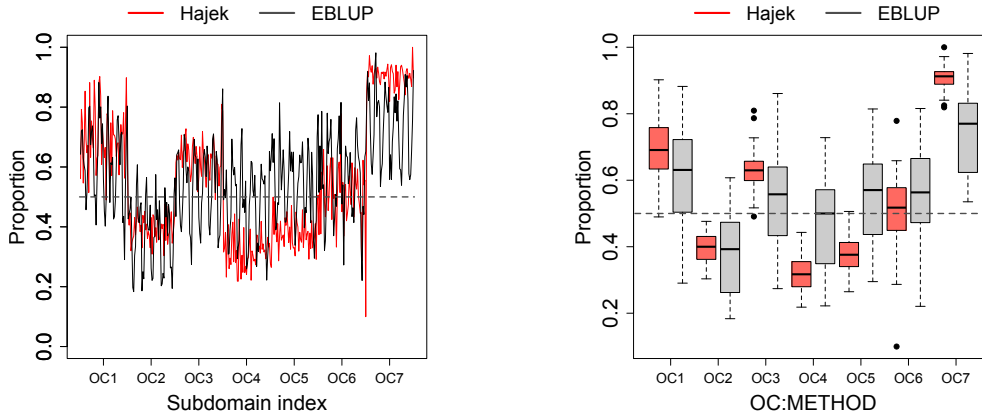 Hajek EBLUP
Proportion
0.0 0.2 0.4 0.6 0.8 1.0
OC1 OC2 OC3 OC4 OC5 OC6 OC7
Subdomain index
Hajek EBLUP
Proportion
0.2 0.4 0.6 0.8 1.0
OC1 OC2 OC3 OC4 OC5 OC6 OC7
OC:METHOD